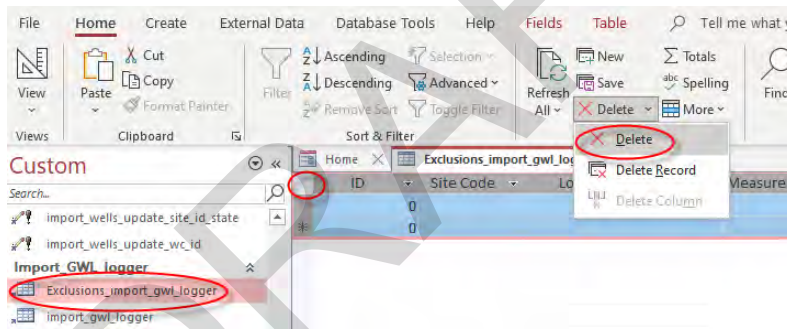 File Home Create External Data Database Tools Help Fields Table Tell me what y
Cut
Copy
Format Painter
View
Paste
Filter
Ascending
Descending
Remove Sort
Selection
Advanced
Toggle Filter
Refresh
All
New
Save
Delete
Totals
Spelling
More
Find
Views Clipboard Sort & Filter
Delete
Delete Record
Delete Column
Custom
Search...
import_wells_update_site_id_state
import_wells_update_wc_id
Import_GWL_logger
Exclusions_import_gwl_logger
import_gwl_logger
Home Exclusions_import_gwl_log
ID Site Code Lo Measure
0
0